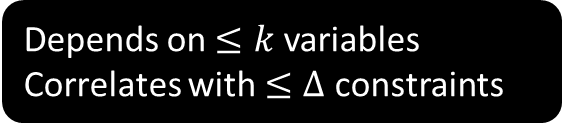 Depends on ≤ 𝑘 variables
Correlates with ≤ Δ constraints